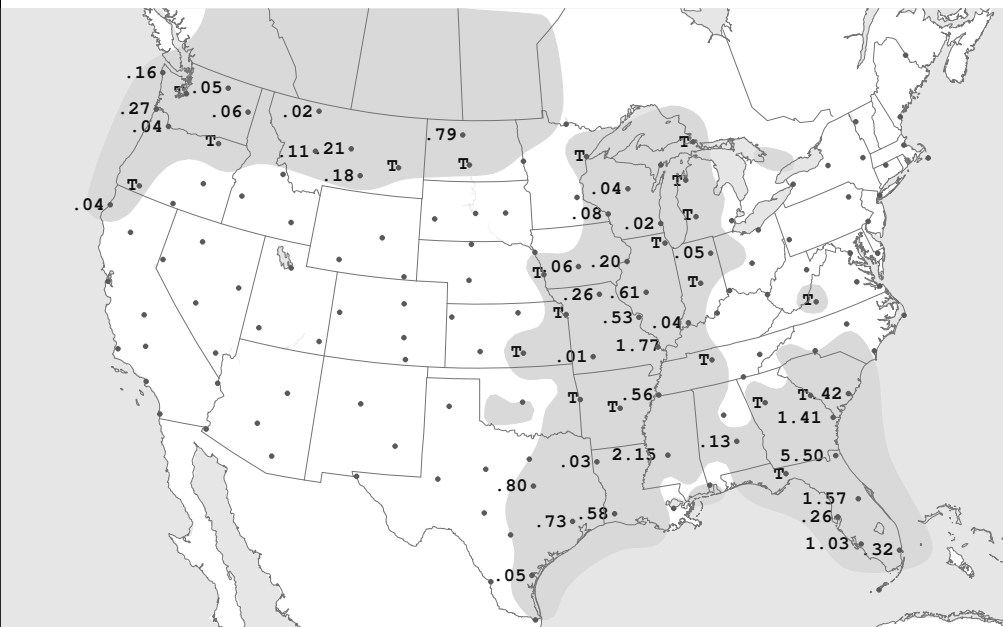 .16
T .05
.27 .06 .02
.04 .79
T .11 .21 T T T
.18 T
T .04 T
.04 .08 .02
T .05
T .06 .20
T
.26 .61 T
T .53 .04
1.77
T .01 T
T T .56 T T .42
1.41
.13
.03 2.15 5.50
T
.80
1.57
.73 .58 .26
1.03 .32
.05